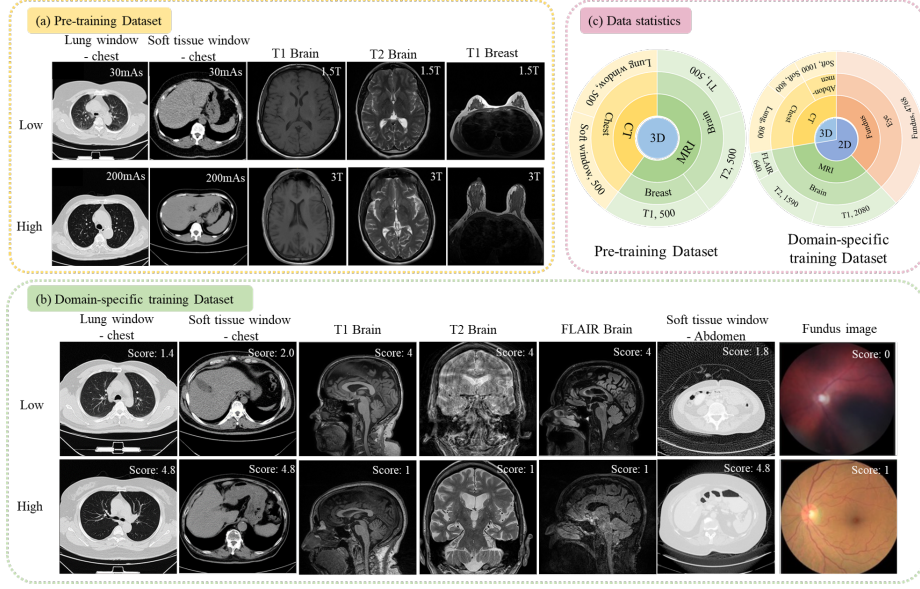 (a) Pre-training Dataset
Lung window
- chest
Soft tissue window
- chest
T1 Brain
T2 Brain
T1 Breast
Low
30mAs
30mAs
1.5T
1.5T
1.5T
High
200mAs
200mAs
3T
3T
3T
(c) Data statistics
3D
CT
MRI
Chest
Brain
Breast
Lung window, 500
Soft window, 500
T1, 500
T2, 500
T1, 500
Pre-training Dataset
3D
2D
CT
MRI
Fundus
Chest
Abdon-
men
Eye
Brain
Lung, 800
Soft, 800
Soft, 1000
Fundus,4768
FLAIR
640
T2, 1590
T1, 2080
Domain-specific
training Dataset
(b) Domain-specific training Dataset
Lung window
- chest
Soft tissue window
- chest
T1 Brain
T2 Brain
FLAIR Brain
Soft tissue window
- Abdomen
Fundus image
Low
Score: 1.4
Score: 2.0
Score: 4
Score: 4
Score: 4
Score: 1.8
Score: 0
High
Score: 4.8
Score: 4.8
Score: 1
Score: 1
Score: 1
Score: 4.8
Score: 1